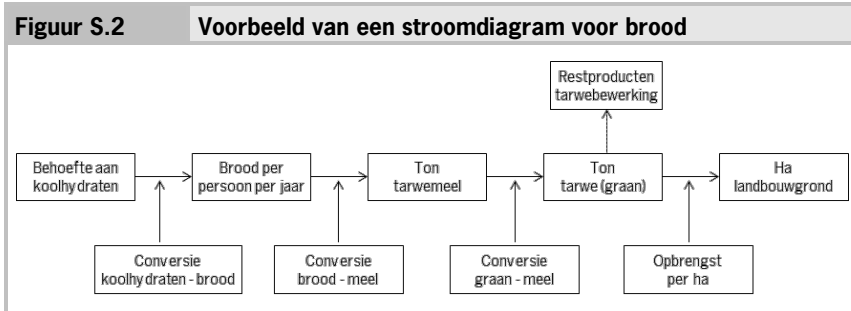 Figuur S.2 Voorbeeld van een stroomdiagram voor brood
Restproducten
tarwebewerking
Behoefte aan
koolhydraten
Brood per
persoon per jaar
Ton
tarwemeel
Ton
tarwe (graan)
Ha
landbouwgrond
Conversie
koolhydraten - brood
Conversie
brood - meel
Conversie
graan - meel
Opbrengst
per ha